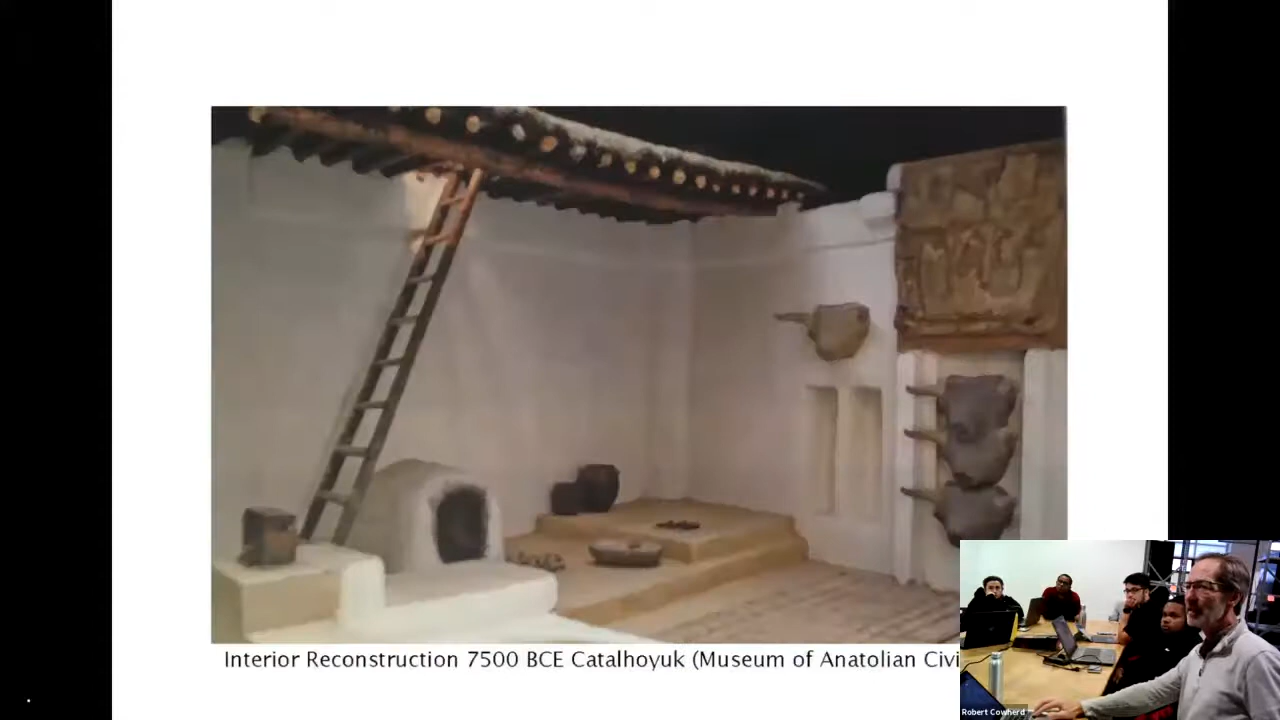 Interior Reconstruction 7500 BCE Catalhoyuk (Museum of Anatolian Civi
Robert Cowherd